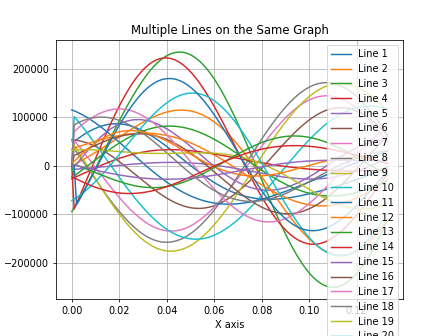 Multiple Lines on the Same Graph
200000
100000
0
−100000
−200000
0.00 0.02 0.04 0.06 0.08 0.10
X axis
Line 1
Line 2
Line 3
Line 4
Line 5
Line 6
Line 7
Line 8
Line 9
Line 10
Line 11
Line 12
Line 13
Line 14
Line 15
Line 16
Line 17
Line 18
Line 19
Line 20